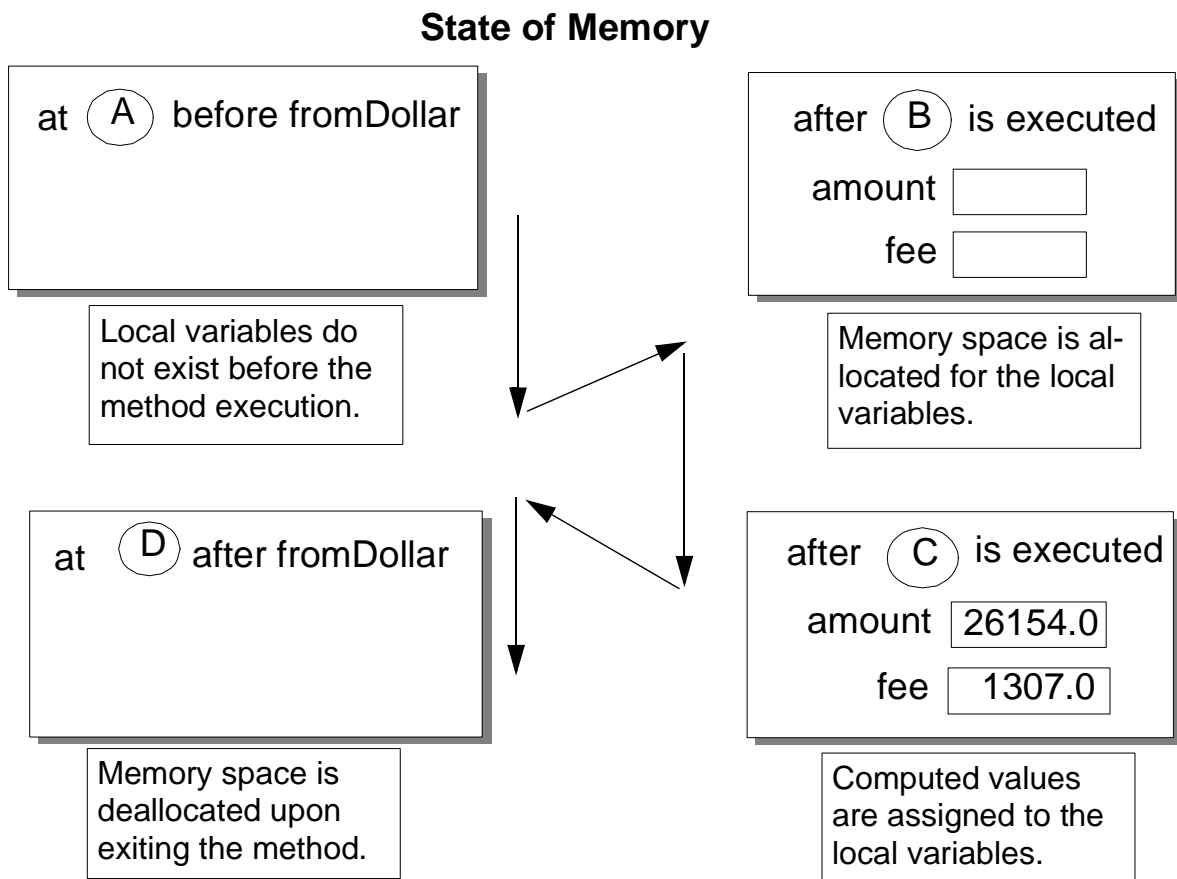 State of Memory
at A before fromDollar
Local variables do
not exist before the
method execution.
after B is executed
amount
fee
Memory space is al-
located for the local
variables.
at D after fromDollar
Memory space is
deallocated upon
exiting the method.
after C is executed
amount 26154.0
fee 1307.0
Computed values
are assigned to the
local variables.